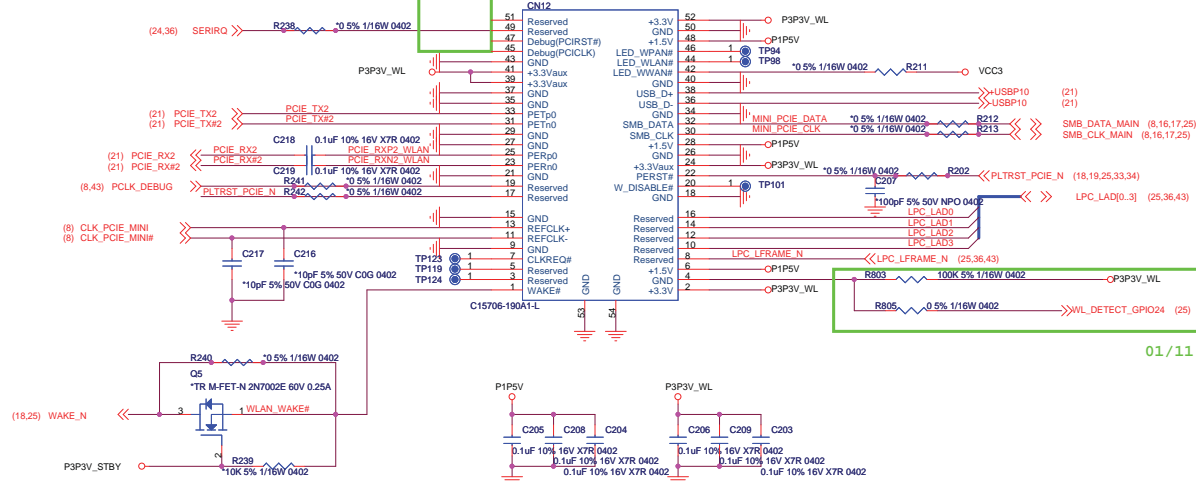 CN12
(24,36) SERIRQ
R238
*0 5% 1/16W 0402
P3P3V_WL
(21) PCIE_TX2
(21) PCIE_TX#2
PCIE_TX2
PCIE_TX#2
C218
0.1uF 10% 16V X7R 0402
(21) PCIE_RX2
(21) PCIE_RX#2
PCIE_RX2
PCIE_RX#2
PCIE_RXP2_WLAN
PCIE_RXN2_WLAN
C219
0.1uF 10% 16V X7R 0402
(8,43) PCLK_DEBUG
R241
*0 5% 1/16W 0402
PLTRST_PCIE_N
R242
*0 5% 1/16W 0402
(8) CLK_PCIE_MINI
(8) CLK_PCIE_MINI#
C217
C216
*10pF 5% 50V C0G 0402
*10pF 5% 50V C0G 0402
TP123
1
TP119
1
TP124
1
51 Reserved
49 Reserved
47 Debug(PCIRST#)
45 Debug(PCICLK)
43 GND
41 +3.3Vaux
39 +3.3Vaux
37 GND
35 GND
33 PETp0
31 PETn0
29 GND
27 GND
25 PERp0
23 PERn0
21 GND
19 Reserved
17 Reserved
15 GND
13 REFCLK+
11 REFCLK-
9 GND
7 CLKREQ#
5 Reserved
3 Reserved
1 WAKE#
+3.3V 52
GND 50
+1.5V 48
LED_WPAN# 46
LED_WLAN# 44
LED_WWAN# 42
GND 40
USB_D+ 38
USB_D- 36
GND 34
SMB_DATA 32
SMB_CLK 30
+1.5V 28
GND 26
+3.3Vaux 24
PERST# 22
W_DISABLE# 20
GND 18
Reserved 16
Reserved 14
Reserved 12
Reserved 10
Reserved 8
+1.5V 6
GND 4
+3.3V 2
GND
53
GND
54
C15706-190A1-L
P3P3V_WL
P1P5V
1
TP94
1
TP98
*0 5% 1/16W 0402
R211
VCC3
+USBP10 (21)
-USBP10 (21)
MINI_PCIE_DATA
*0 5% 1/16W 0402
R212
SMB_DATA_MAIN (8,16,17,25)
MINI_PCIE_CLK
*0 5% 1/16W 0402
R213
SMB_CLK_MAIN (8,16,17,25)
P1P5V
P3P3V_WL
*0 5% 1/16W 0402
R202
PLTRST_PCIE_N (18,19,25,33,34)
1
TP101
C207
*100pF 5% 50V NPO 0402
LPC_LAD[0..3] (25,36,43)
LPC_LAD0
LPC_LAD1
LPC_LAD2
LPC_LAD3
LPC_LFRAME_N
LPC_LFRAME_N (25,36,43)
P1P5V
P3P3V_WL
R803
100K 5% 1/16W 0402
P3P3V_WL
R805
0 5% 1/16W 0402
WL_DETECT_GPIO24 (25)
01/11
R240
*0 5% 1/16W 0402
Q5
*TR M-FET-N 2N7002E 60V 0.25A
(18,25) WAKE_N
3
1
WLAN_WAKE#
2
P3P3V_STBY
R239
*10K 5% 1/16W 0402
P1P5V
C205
C208
C204
0.1uF 10% 16V X7R 0402
0.1uF 10% 16V X7R 0402
0.1uF 10% 16V X7R 0402
P3P3V_WL
C206
C209
C203
0.1uF 10% 16V X7R 0402
0.1uF 10% 16V X7R 0402
0.1uF 10% 16V X7R 0402